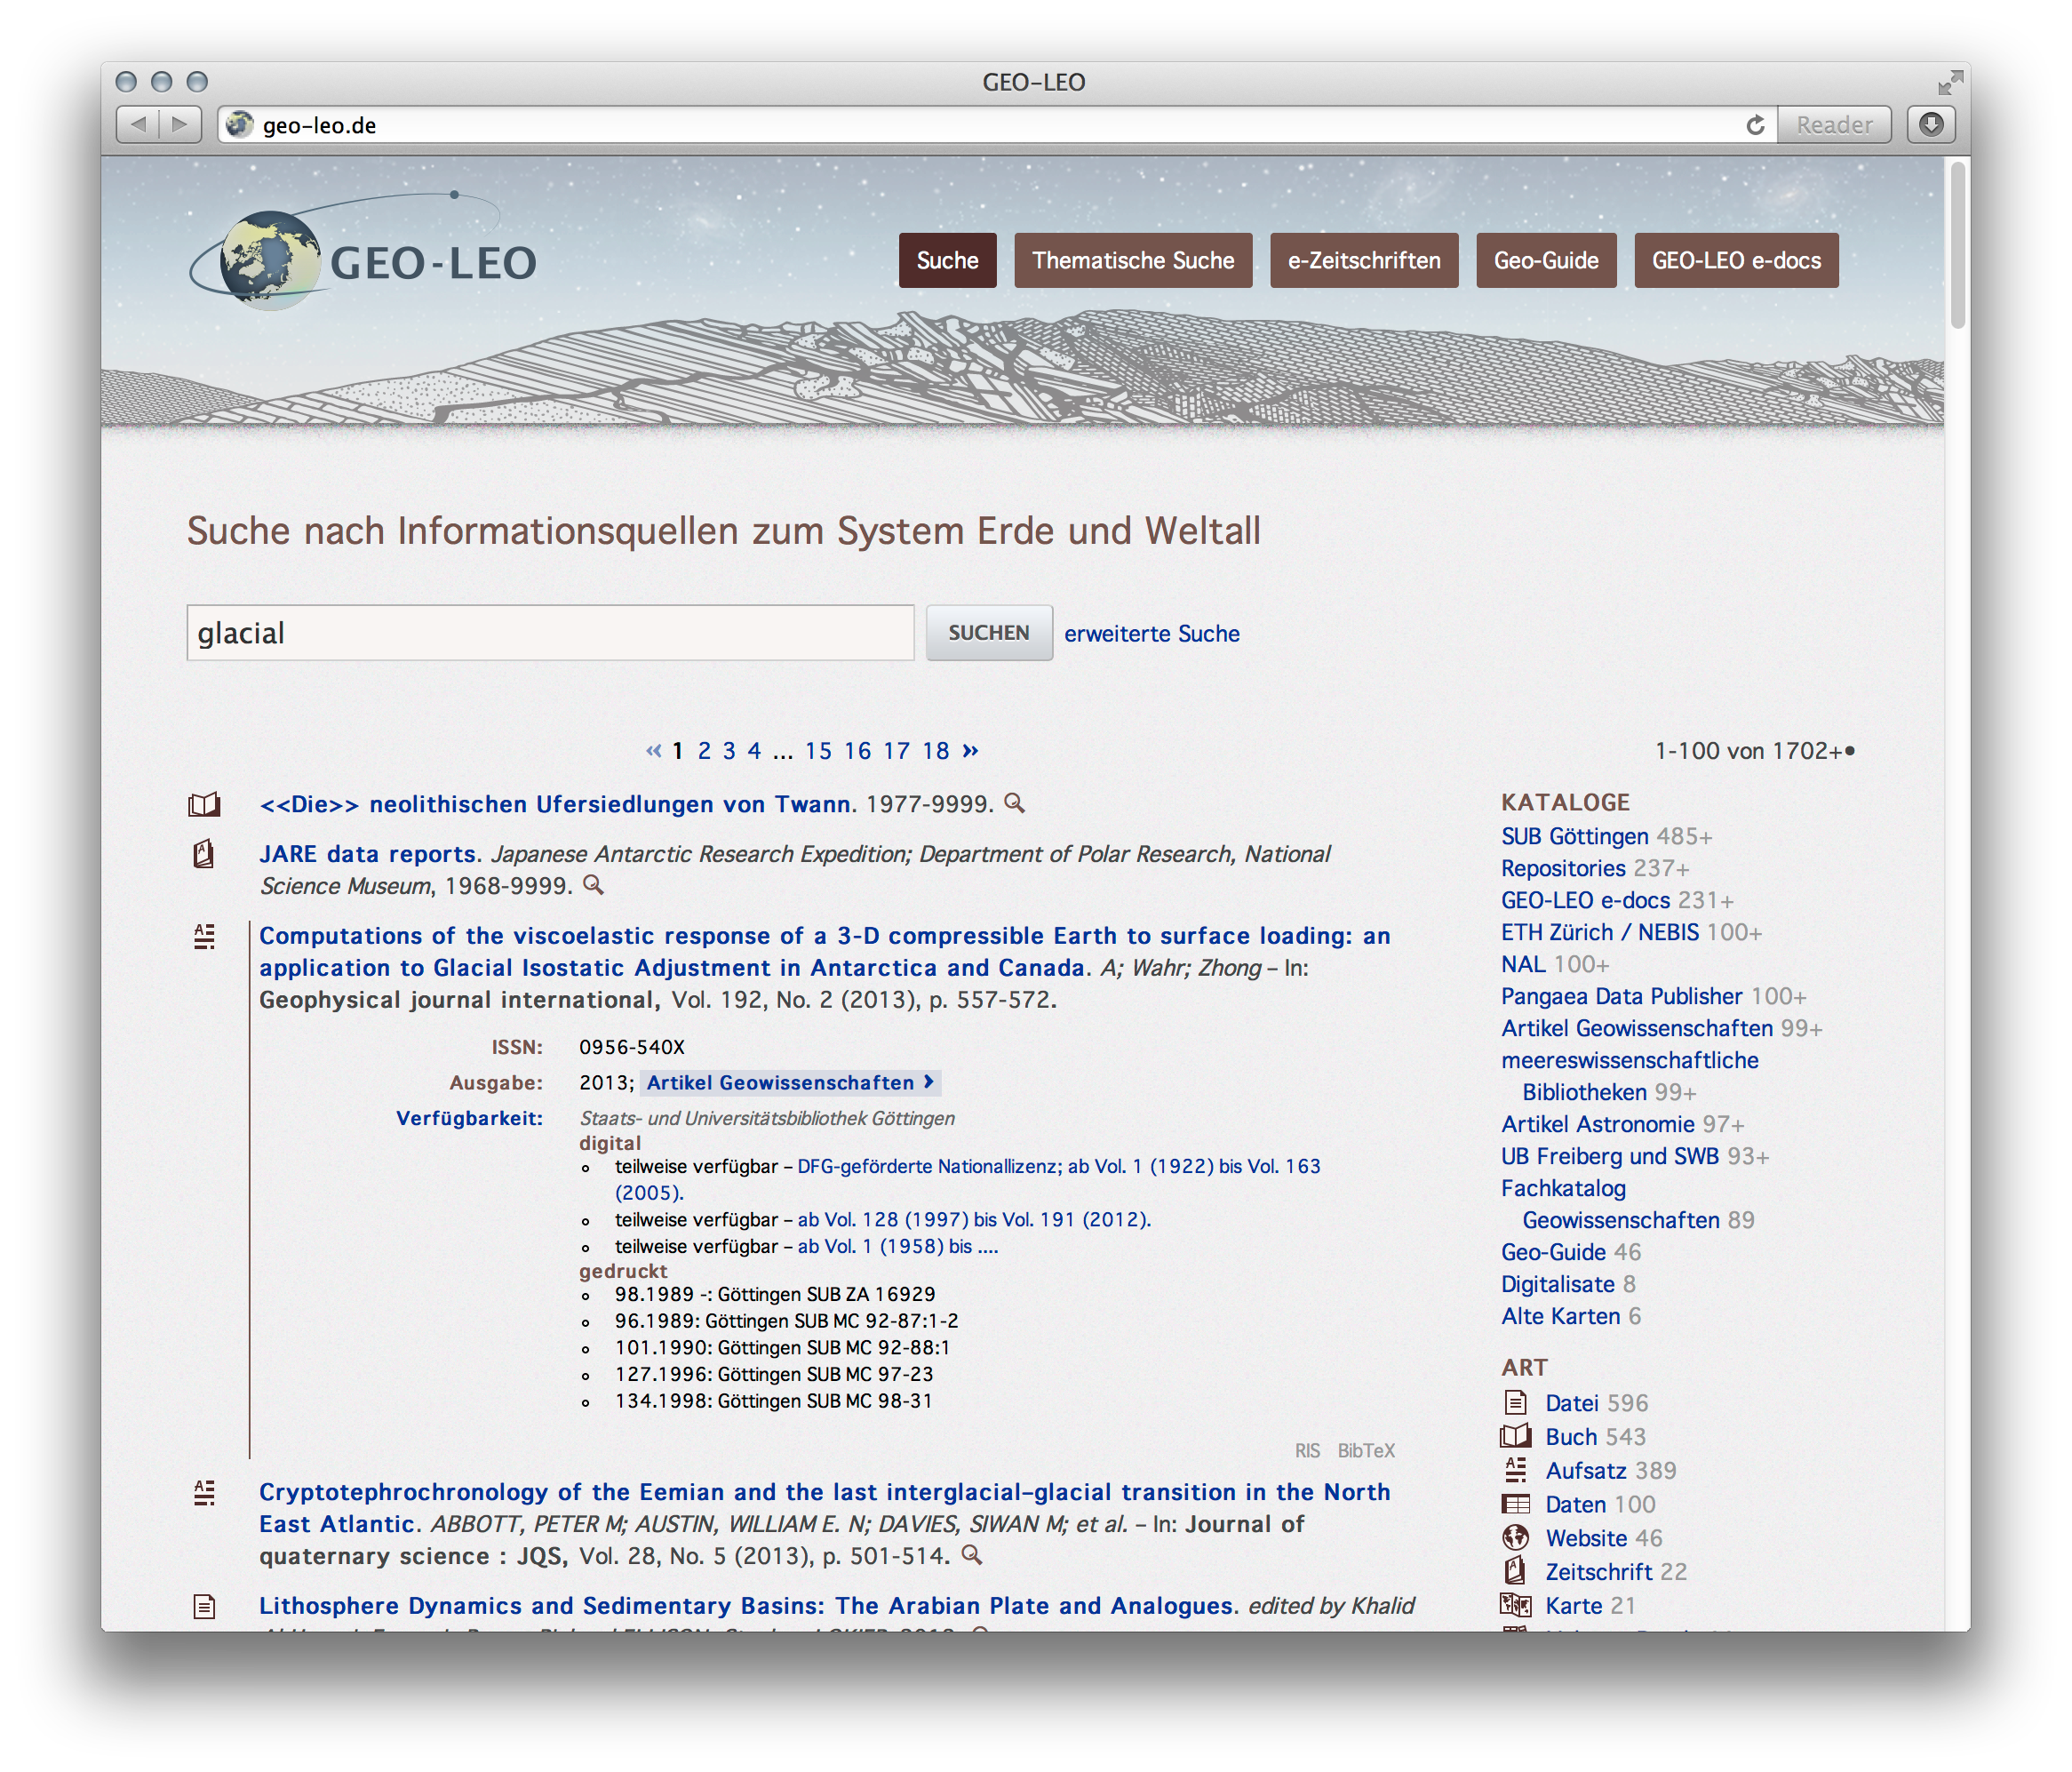 GEO-LEO
geo-leo.de
Reader
GEO-LEO
Suche
Thematische Suche
e-Zeitschriften
Geo-Guide
GEO-LEO e-docs
Suche nach Informationsquellen zum System Erde und Weltall
glacial
SUCHEN
erweiterte Suche
« 1 2 3 4 ... 15 16 17 18 »
1-100 von 1702+•
<<Die>> neolithischen Ufersiedlungen von Twann. 1977-9999.
JARE data reports. Japanese Antarctic Research Expedition; Department of Polar Research, National
Science Museum, 1968-9999.
Computations of the viscoelastic response of a 3-D compressible Earth to surface loading: an
application to Glacial Isostatic Adjustment in Antarctica and Canada. A; Wahr; Zhong – In:
Geophysical journal international, Vol. 192, No. 2 (2013), p. 557-572.
ISSN: 0956-540X
Ausgabe: 2013; Artikel Geowissenschaften ›
Verfügbarkeit: Staats- und Universitätsbibliothek Göttingen
digital
teilweise verfügbar – DFG-geförderte Nationallizenz; ab Vol. 1 (1922) bis Vol. 163
(2005).
teilweise verfügbar – ab Vol. 128 (1997) bis Vol. 191 (2012).
teilweise verfügbar – ab Vol. 1 (1958) bis ....
gedruckt
98.1989 -: Göttingen SUB ZA 16929
96.1989: Göttingen SUB MC 92-87:1-2
101.1990: Göttingen SUB MC 92-88:1
127.1996: Göttingen SUB MC 97-23
134.1998: Göttingen SUB MC 98-31
RIS BibTeX
Cryptotephrochronology of the Eemian and the last interglacial–glacial transition in the North
East Atlantic. ABBOTT, PETER M; AUSTIN, WILLIAM E. N; DAVIES, SIWAN M; et al. – In: Journal of
quaternary science : JQS, Vol. 28, No. 5 (2013), p. 501-514.
Lithosphere Dynamics and Sedimentary Basins: The Arabian Plate and Analogues. edited by Khalid
KATALOGE
SUB Göttingen 485+
Repositories 237+
GEO-LEO e-docs 231+
ETH Zürich / NEBIS 100+
NAL 100+
Pangaea Data Publisher 100+
Artikel Geowissenschaften 99+
meereswissenschaftliche
Bibliotheken 99+
Artikel Astronomie 97+
UB Freiberg und SWB 93+
Fachkatalog
Geowissenschaften 89
Geo-Guide 46
Digitalisate 8
Alte Karten 6
ART
Datei 596
Buch 543
Aufsatz 389
Daten 100
Website 46
Zeitschrift 22
Karte 21